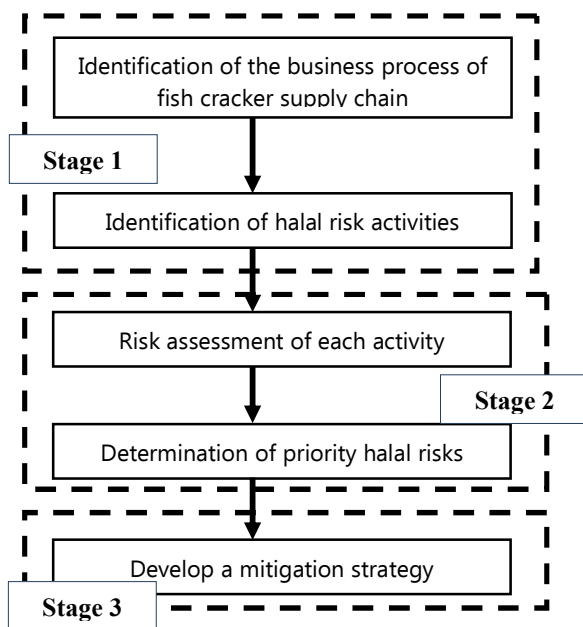 Identification of the business process of
fish cracker supply chain
Stage 1
Identification of halal risk activities
Risk assessment of each activity
Stage 2
Determination of priority halal risks
Develop a mitigation strategy
Stage 3